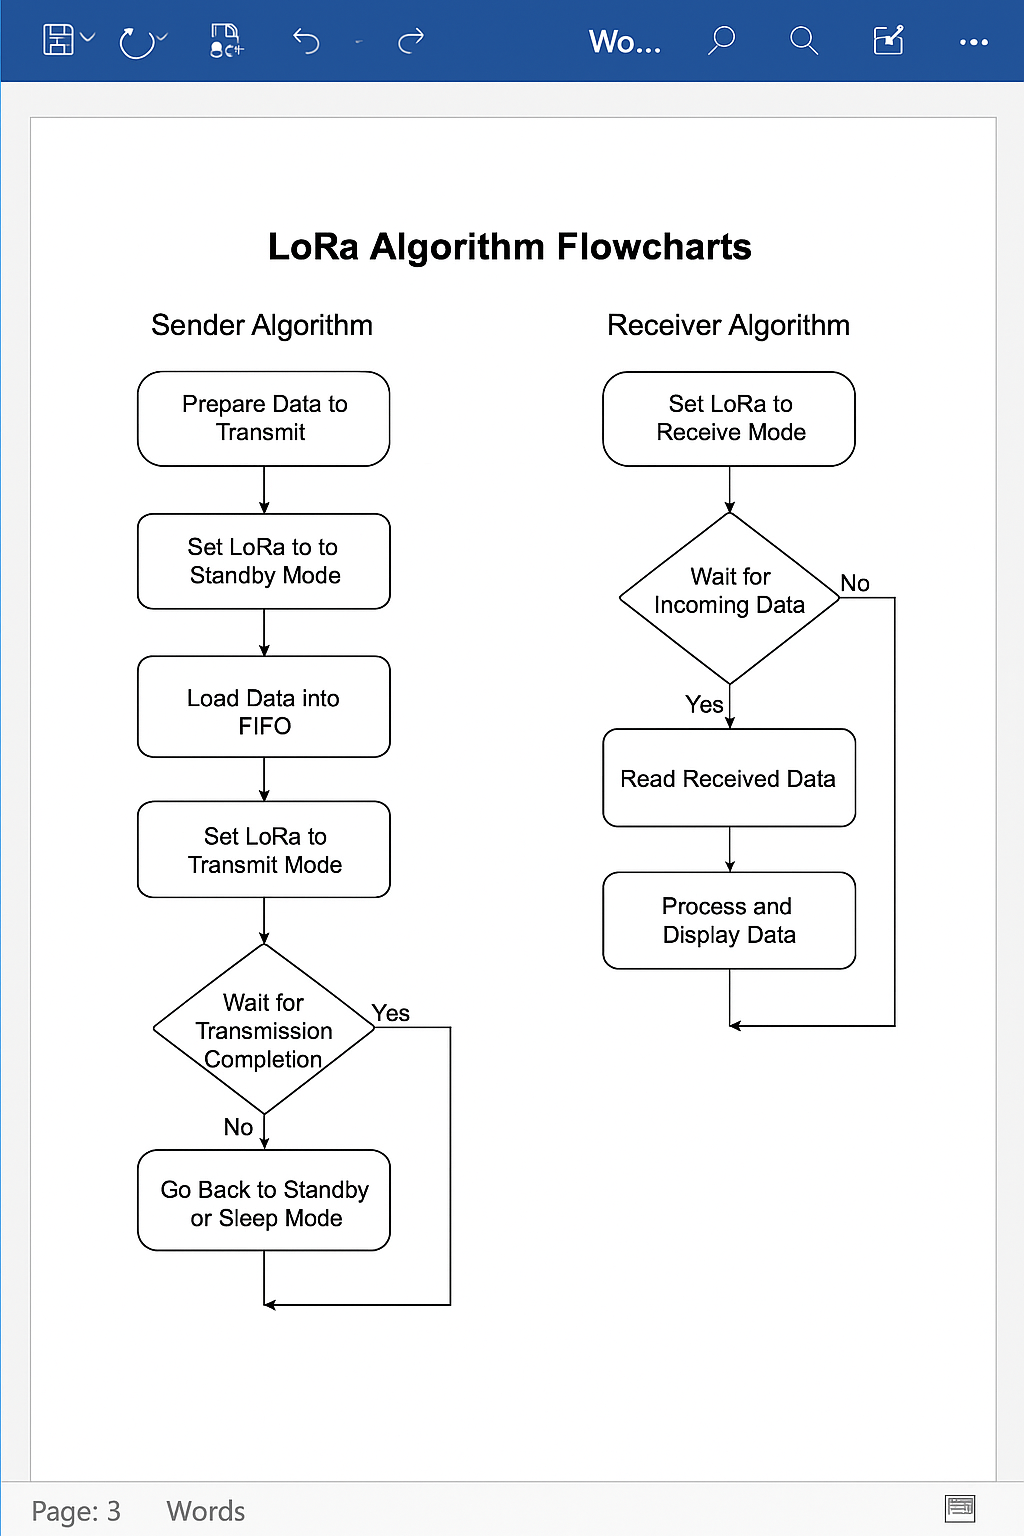 Wo...
LoRa Algorithm Flowcharts
Sender Algorithm
Prepare Data to
Transmit
Set LoRa to to
Standby Mode
Load Data into
FIFO
Set LoRa to
Transmit Mode
Wait for
Transmission
Completion
Yes
No
Go Back to Standby
or Sleep Mode
Receiver Algorithm
Set LoRa to
Receive Mode
Wait for
Incoming Data
No
Yes
Read Received Data
Process and
Display Data
Page: 3
Words